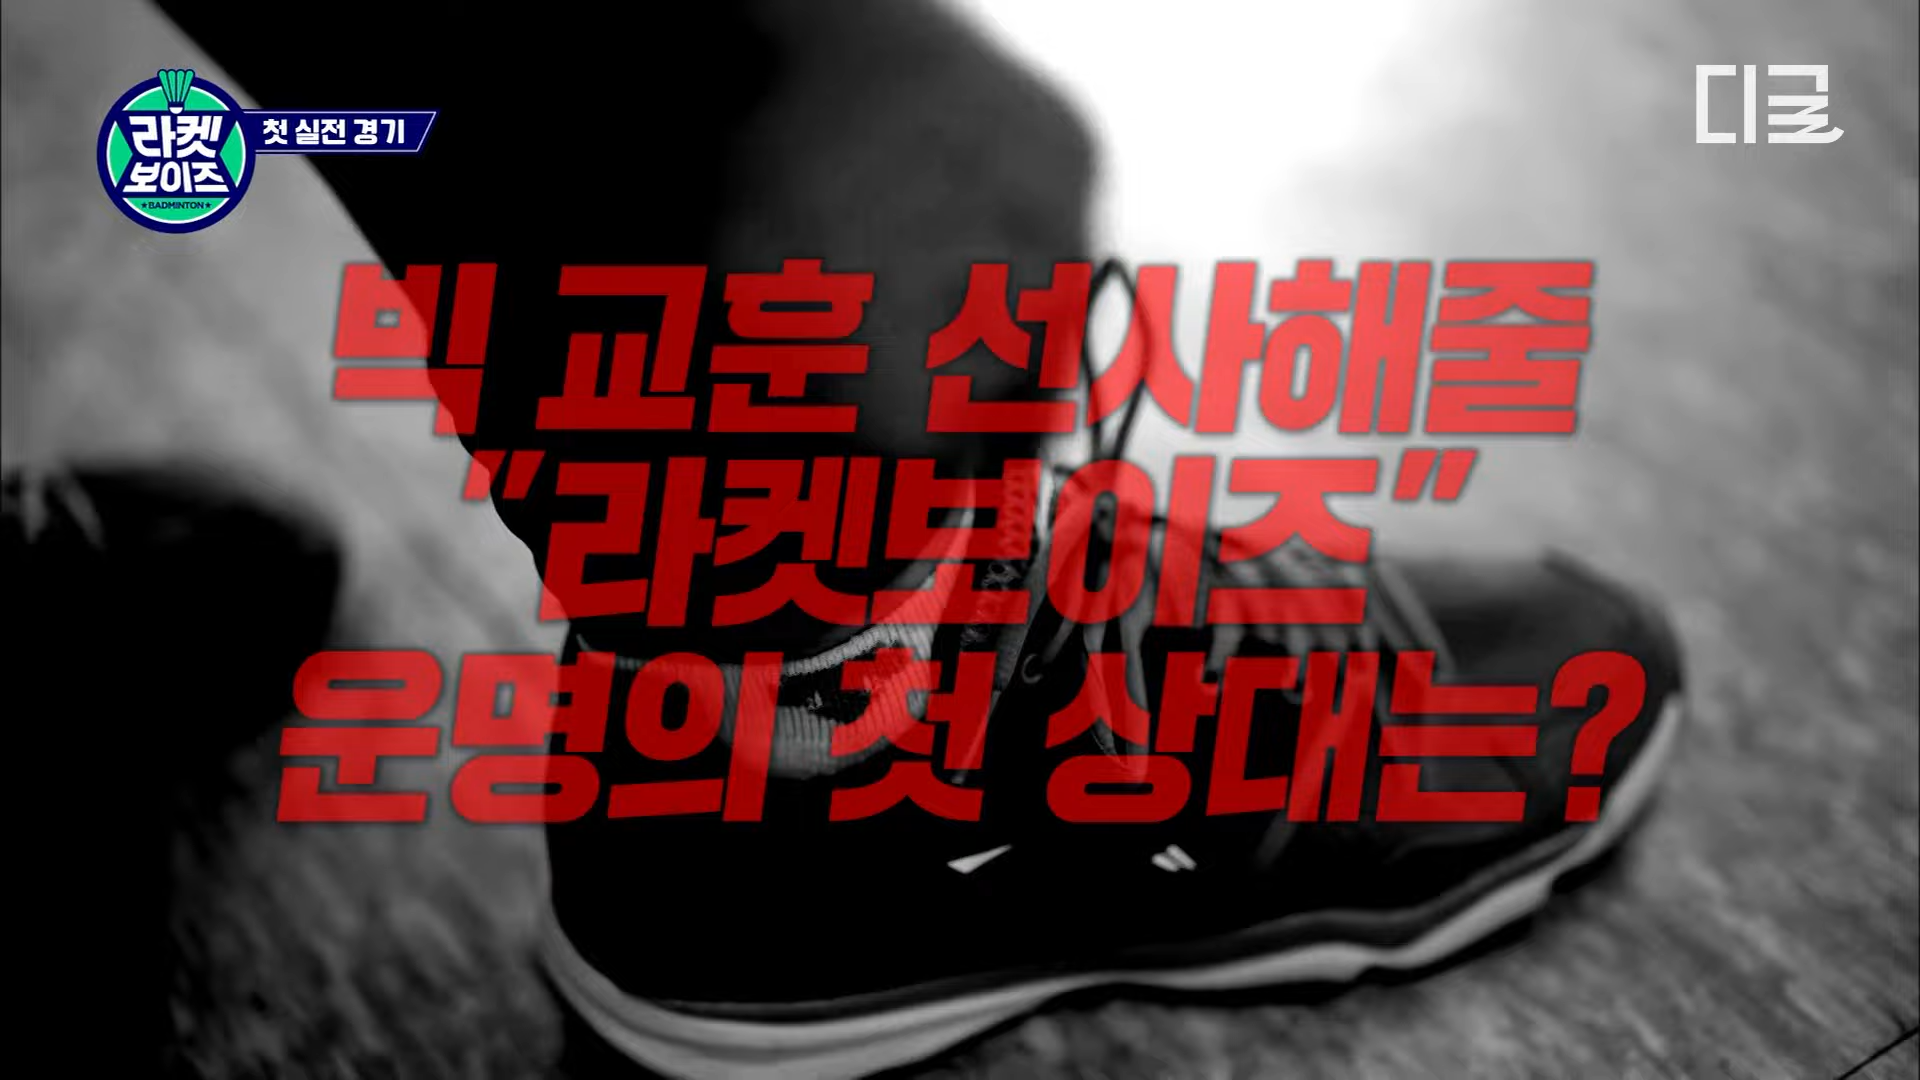 라켓
보이즈
★BADMINTON★
첫 실전 경기
디글
빅 교훈 선사해줄
"라켓보이즈"
운명의 첫 상대는?